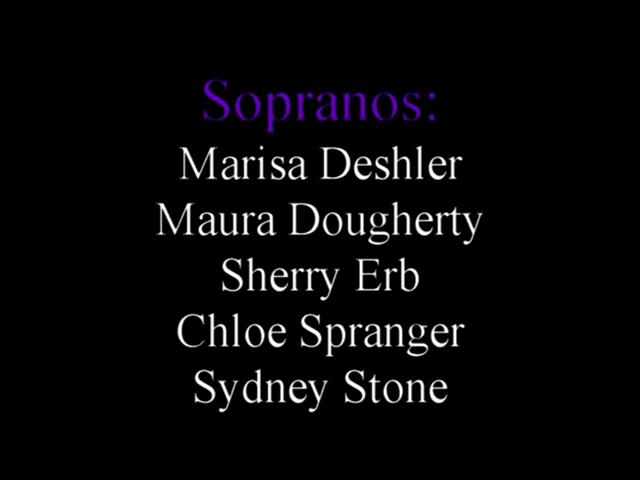 Sopranos:
Marisa Deshler
Maura Dougherty
Sherry Erb
Chloe Spranger
Sydney Stone